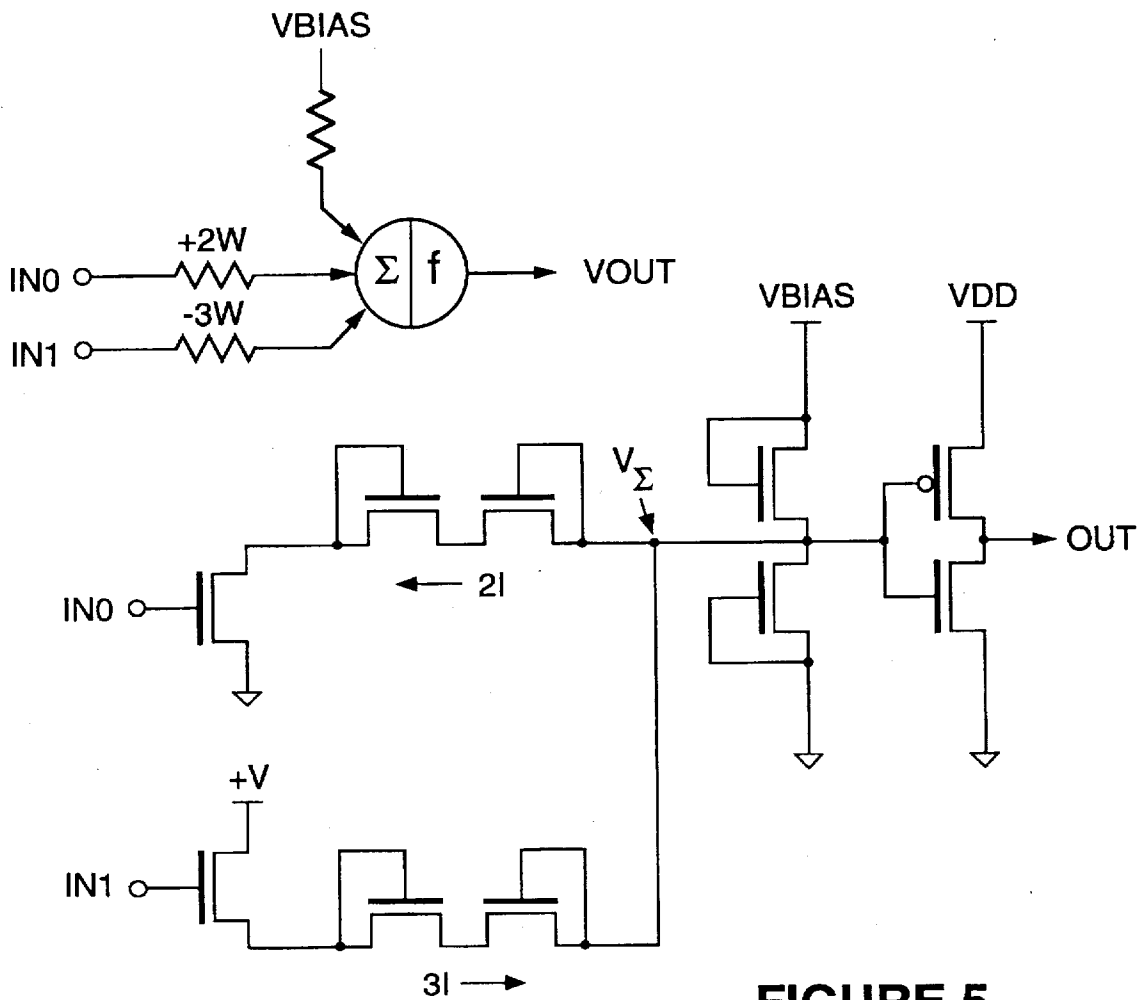 VBIAS
+2W
IN0
Σ f
VOUT
-3W
IN1
VBIAS
VDD
VΣ
2I
OUT
IN0
+V
IN1
3I
FIGURE 5